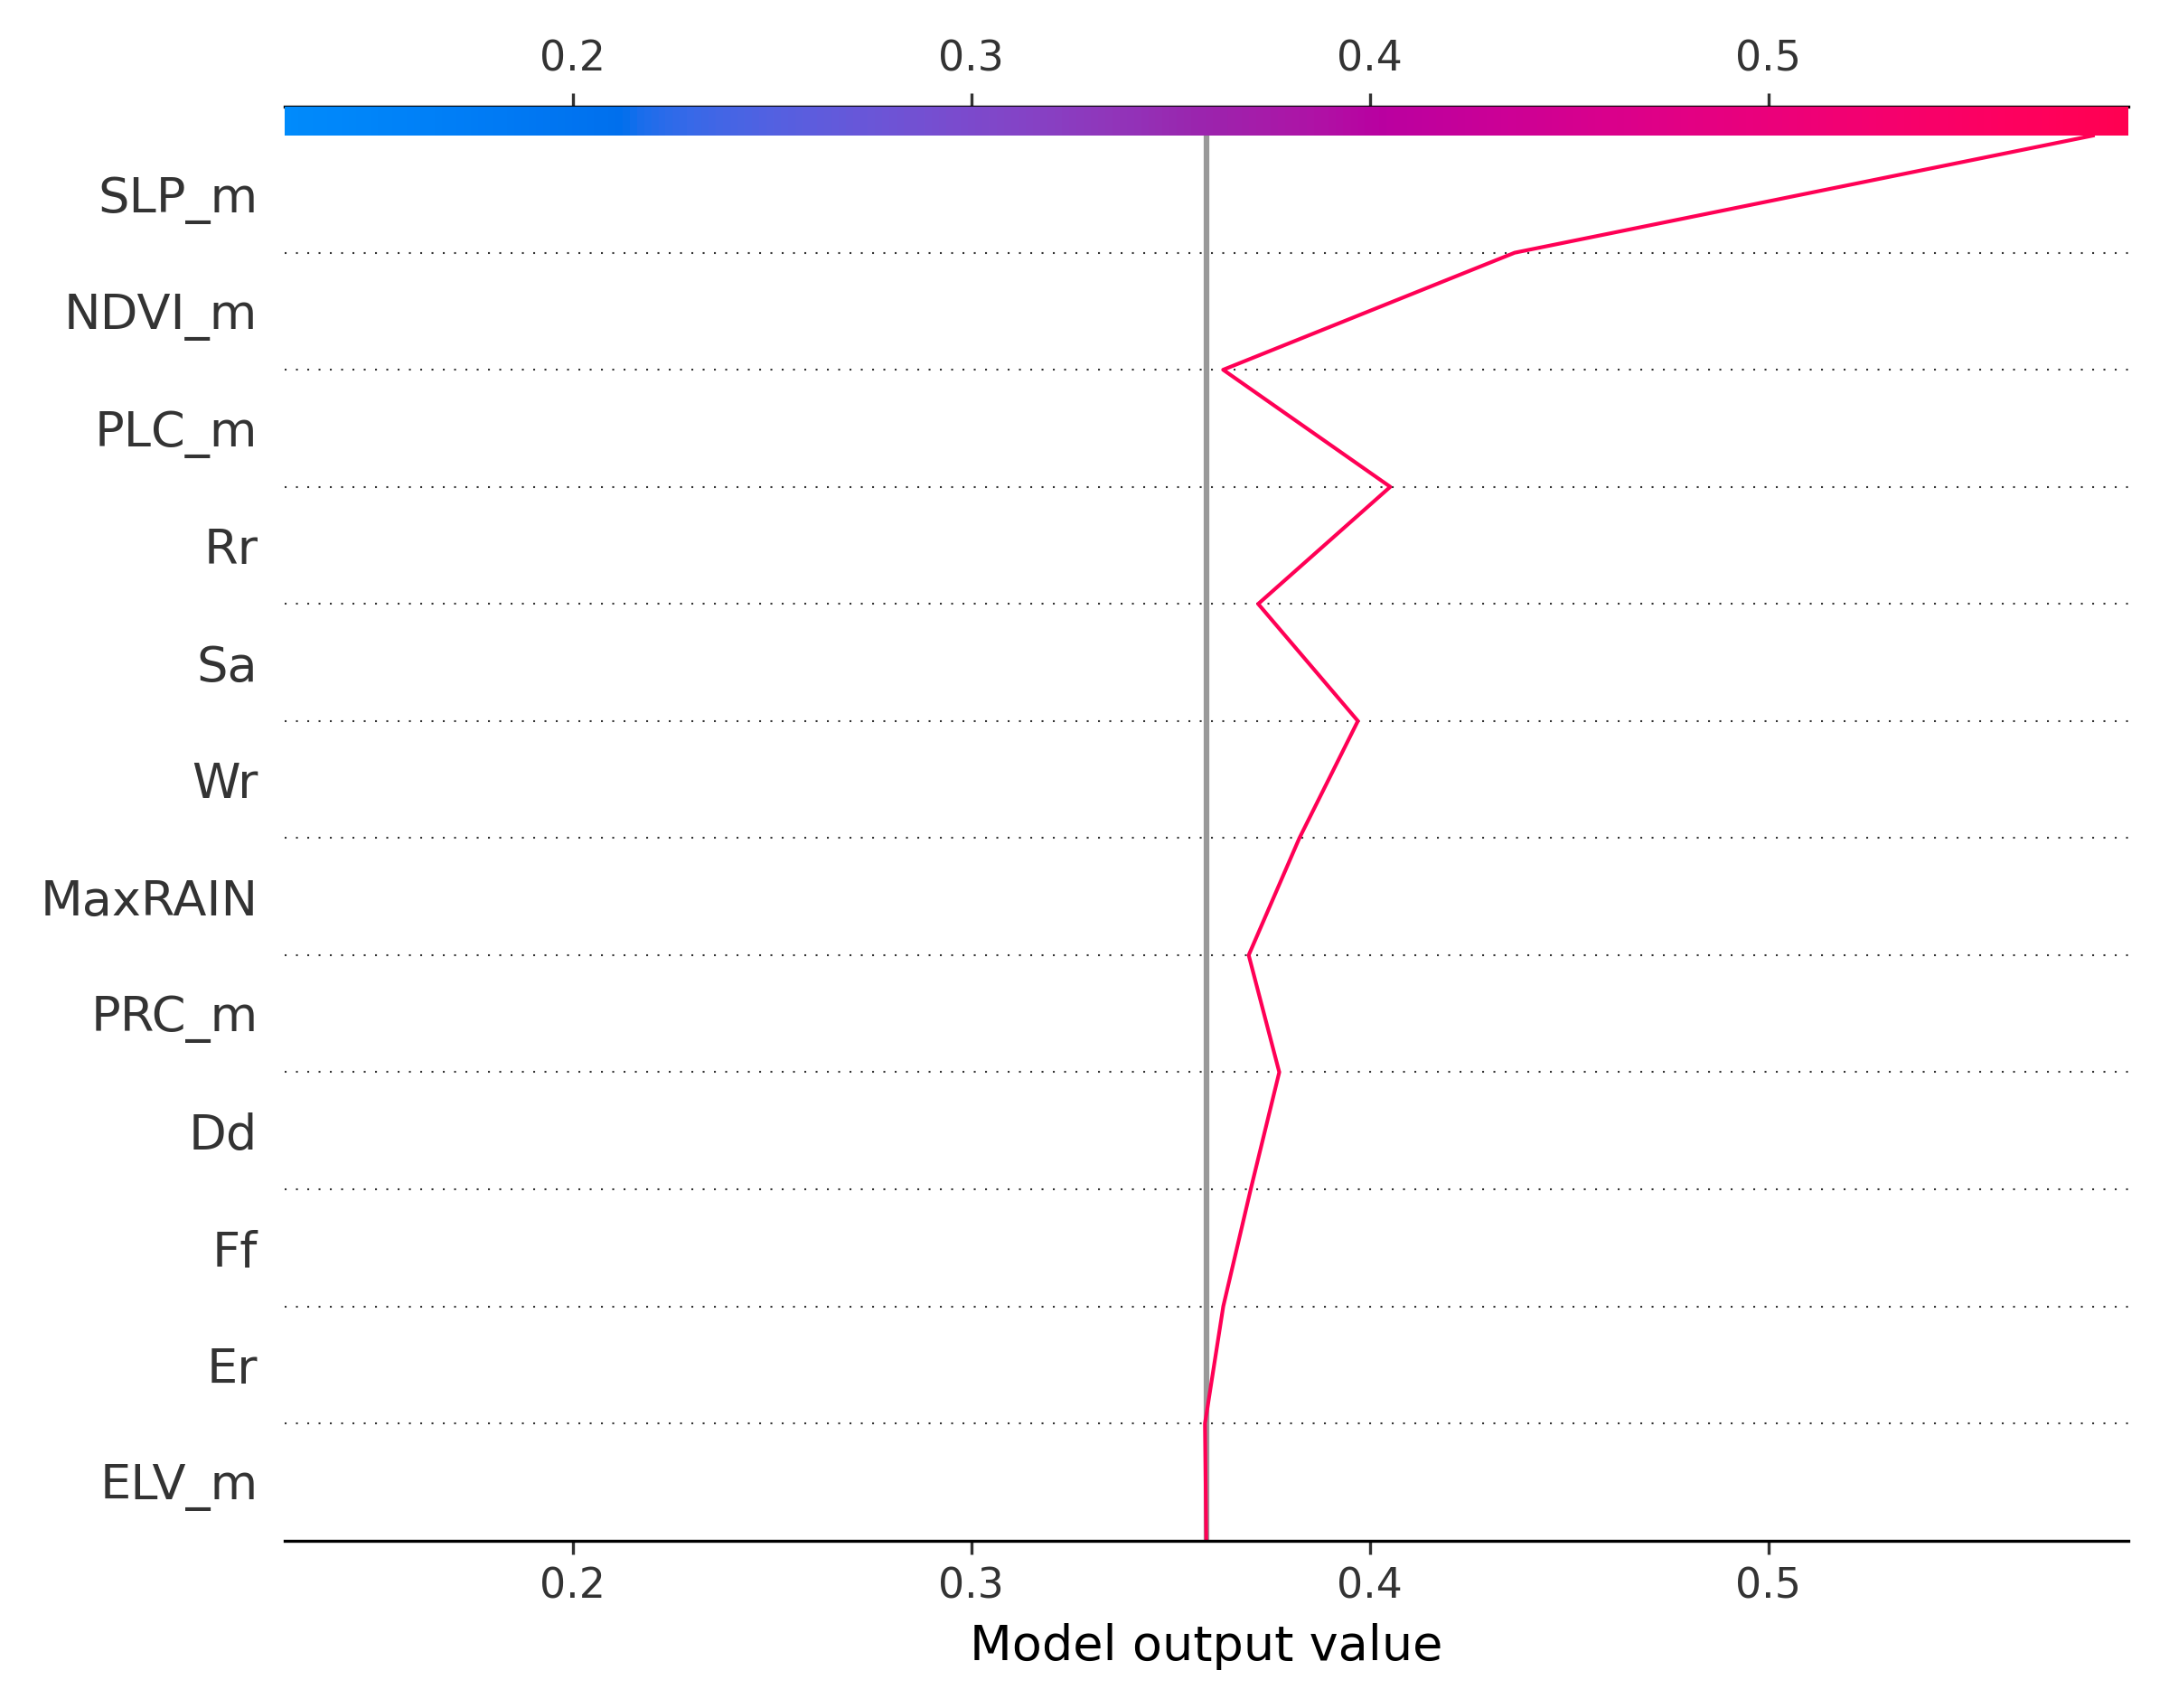 0.2 0.3 0.4 0.5
SLP_m
NDVI_m
PLC_m
Rr
Sa
Wr
MaxRAIN
PRC_m
Dd
Ff
Er
ELV_m
0.2 0.3 0.4 0.5
Model output value